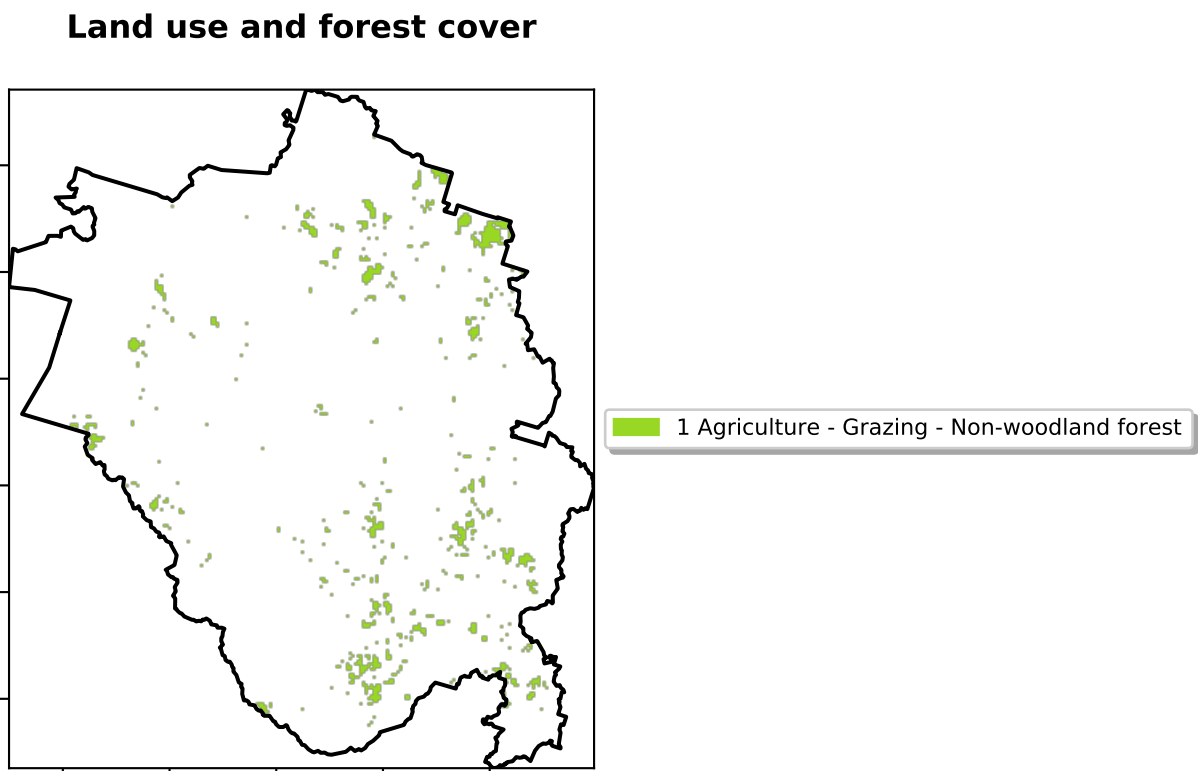 Land use and forest cover
1 Agriculture - Grazing - Non-woodland forest